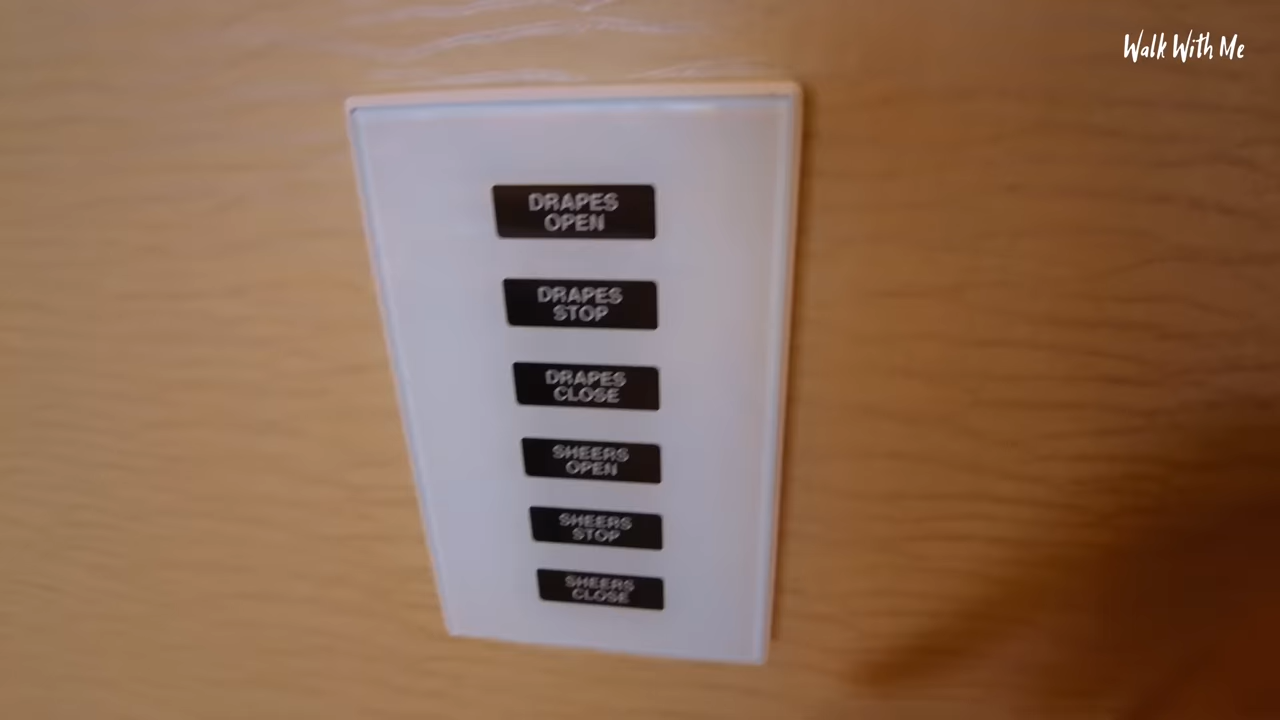 Walk With Me
DRAPES
OPEN
DRAPES
STOP
DRAPES
CLOSE
SHEERS
OPEN
SHEERS
STOP
SHEERS
CLOSE